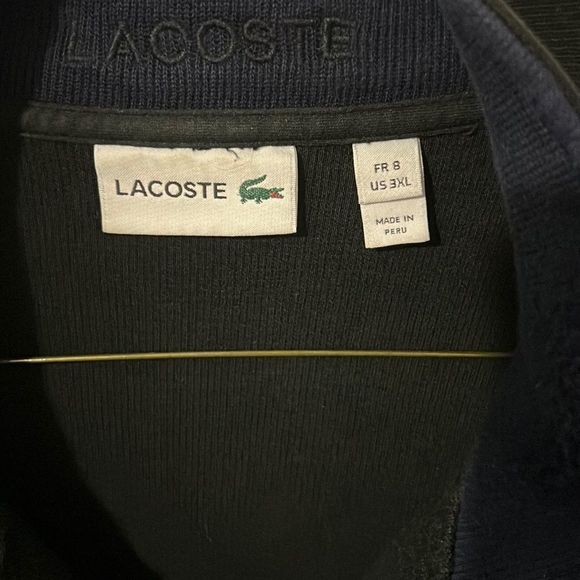 LACOSTE
LACOSTE
FR 8
US 3XL
MADE IN
PERU